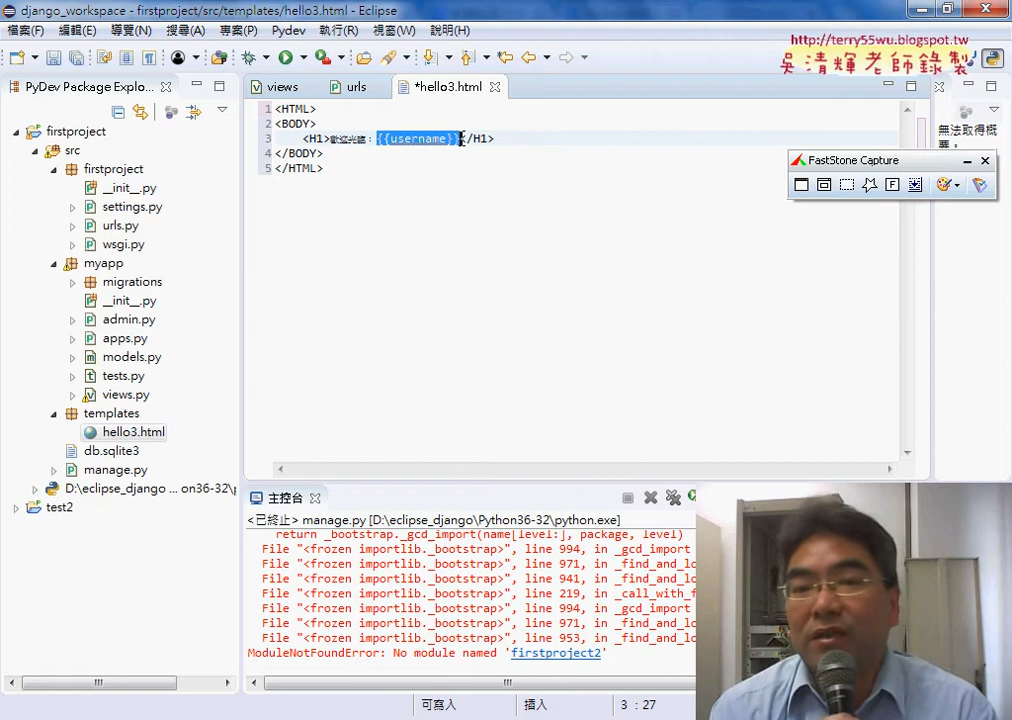 django_workspace - firstproject/src/templates/hello3.html - Eclipse
檔案(F) 編輯(E) 導覽(N) 搜尋(A) 專案(P) Pydev 執行(R) 視窗(W) 說明(H)
http://terry55wu.blogspot.tw
吳清輝老師錄製
PyDev Package Explo...
views urls *hello3.html
firstproject
src
firstproject
__init__.py
settings.py
urls.py
wsgi.py
myapp
migrations
__init__.py
admin.py
apps.py
models.py
tests.py
views.py
templates
hello3.html
db.sqlite3
manage.py
D:\eclipse_django ... on36-32\p
test2
1 <HTML>
2 <BODY>
3 <H1>歡迎光臨：{{username}}</H1>
4 </BODY>
5 </HTML>
無法取得概
要。
FastStone Capture
主控台
<已終止> manage.py [D:\eclipse_django\Python36-32\python.exe]
return _bootstrap._gcd_import(name[level:], package, level)
File "<frozen importlib._bootstrap>", line 994, in _gcd_import
File "<frozen importlib._bootstrap>", line 971, in _find_and_lo
File "<frozen importlib._bootstrap>", line 941, in _find_and_lo
File "<frozen importlib._bootstrap>", line 219, in _call_with_f
File "<frozen importlib._bootstrap>", line 994, in _gcd_import
File "<frozen importlib._bootstrap>", line 971, in _find_and_lo
File "<frozen importlib._bootstrap>", line 953, in _find_and_lo
ModuleNotFoundError: No module named 'firstproject2'
可寫入 插入 3 : 27